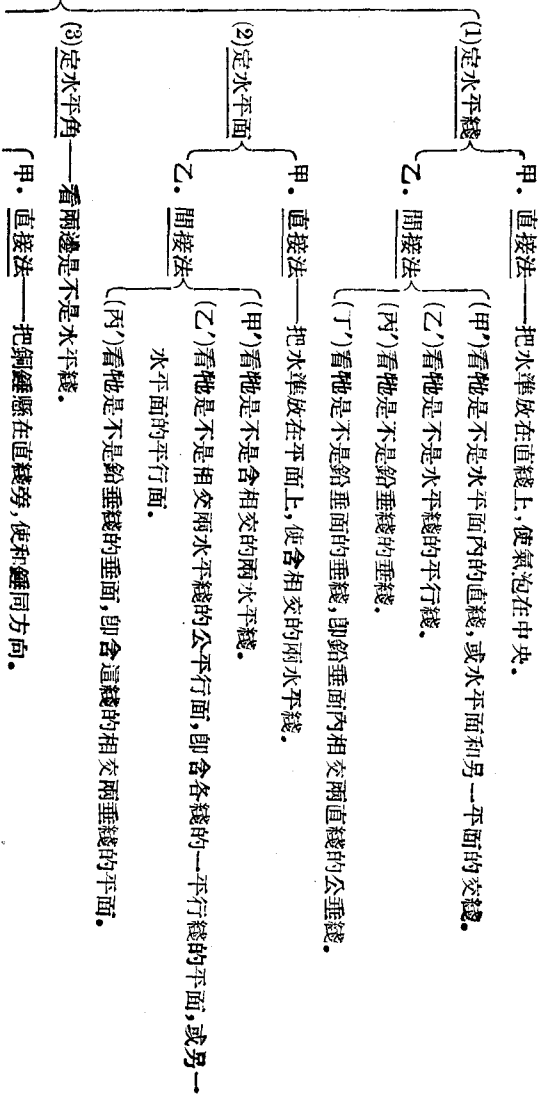 (1)定水平綫
甲．直接法——把水準放在直綫上，使氣泡在中央。
乙．間接法
(甲′)看牠是不是水平面內的直綫，或水平面和另一平面的交綫。
(乙′)看牠是不是水平綫的平行綫。
(丙′)看牠是不是鉛垂綫的垂綫。
(丁′)看牠是不是鉛垂面的垂綫，卽鉛垂面內相交兩直綫的公垂綫。
(2)定水平面
甲．直接法——把水準放在平面上，使含相交的兩水平綫。
乙．間接法
(甲′)看牠是不是含相交的兩水平綫。
(乙′)看牠是不是相交兩水平綫的公平行面，卽含各綫的一平行綫的平面，或另一
水平面的平行面。
(丙′)看牠是不是鉛垂綫的垂面，卽含這綫的相交兩垂綫的平面。
(3)定水平角——看兩邊是不是水平綫。
甲．直接法——把銅錘懸在直綫旁，使和錘同方向。